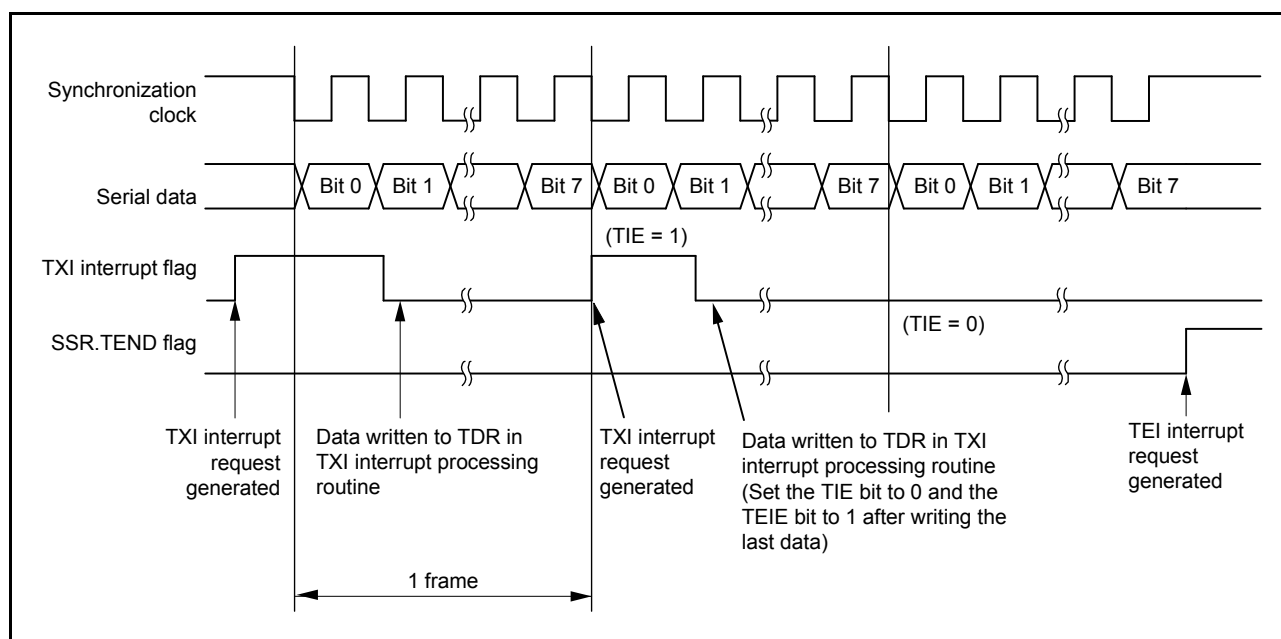 Synchronization
clock
Serial data
Bit 0 Bit 1 Bit 7 Bit 0 Bit 1 Bit 7 Bit 0 Bit 1 Bit 7
(TIE = 1)
TXI interrupt flag
(TIE = 0)
SSR.TEND flag
TXI interrupt
request
generated
Data written to TDR in
TXI interrupt processing
routine
TXI interrupt
request
generated
Data written to TDR in TXI
interrupt processing routine
(Set the TIE bit to 0 and the
TEIE bit to 1 after writing the
last data)
TEI interrupt
request
generated
1 frame